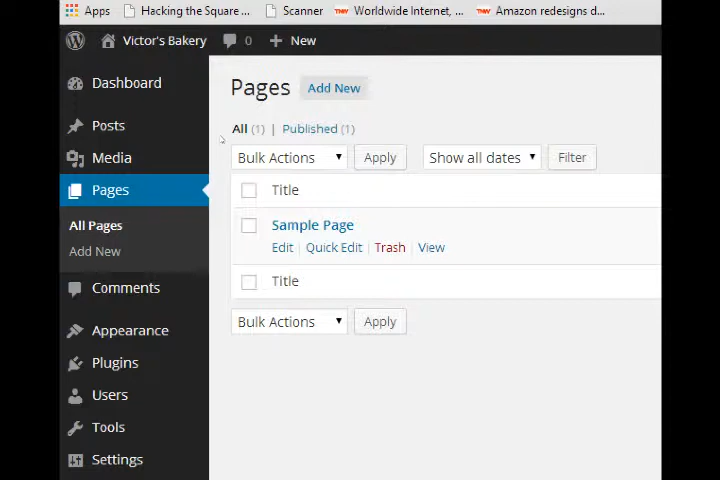 Apps Hacking the Square ... Scanner TNW Worldwide Internet, ... TNW Amazon redesigns d...
Victor's Bakery 0 New
Dashboard
Posts
Media
Pages
All Pages
Add New
Comments
Appearance
Plugins
Users
Tools
Settings
Pages Add New
All (1) | Published (1)
Bulk Actions Apply Show all dates Filter
Title
Sample Page
Edit | Quick Edit | Trash | View
Title
Bulk Actions Apply